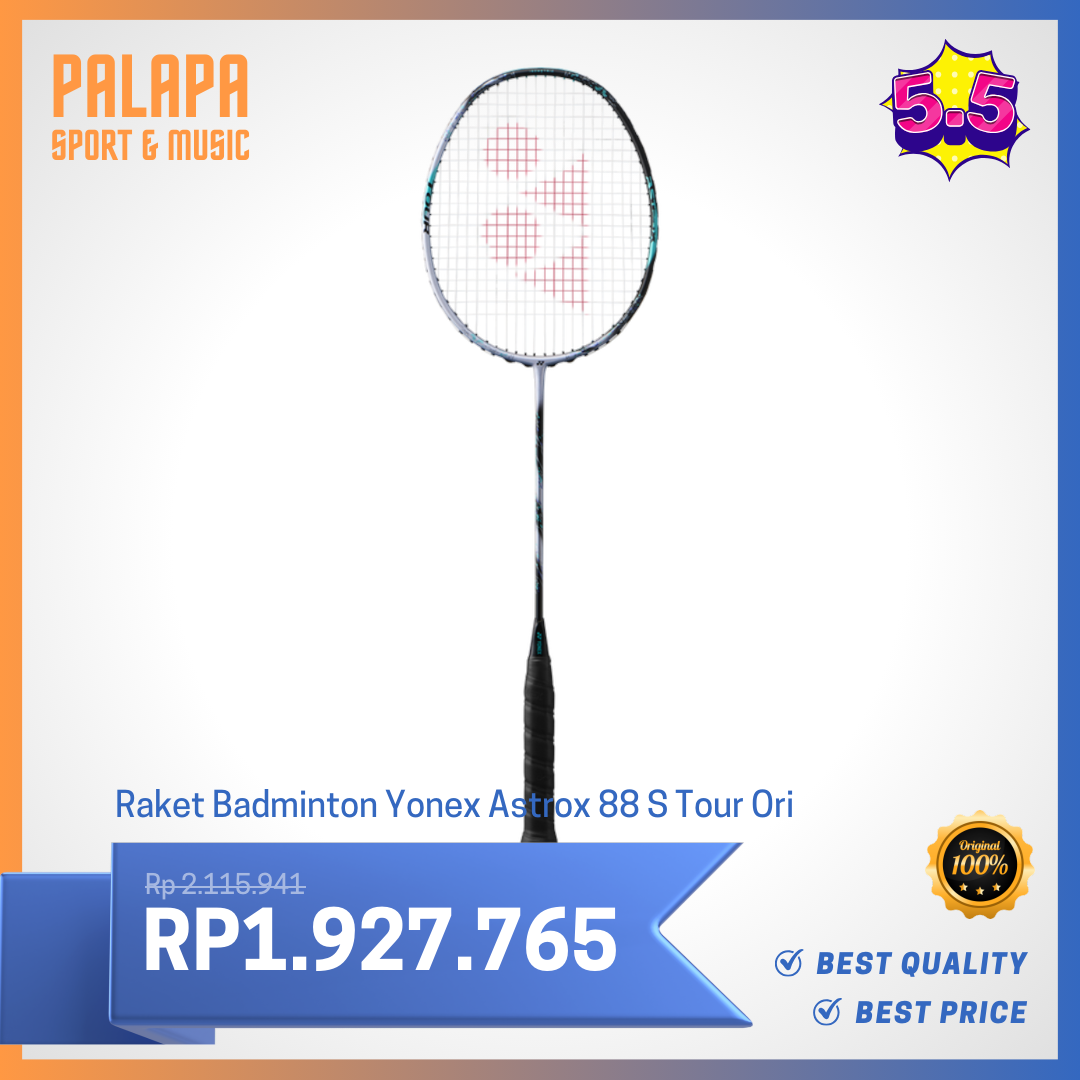 PALAPA
SPORT & MUSIC
5.5
TOUR
Raket Badminton Yonex Astrox 88 S Tour Ori
Rp 2.115.941
RP1.927.765
Original
100%
BEST QUALITY
BEST PRICE